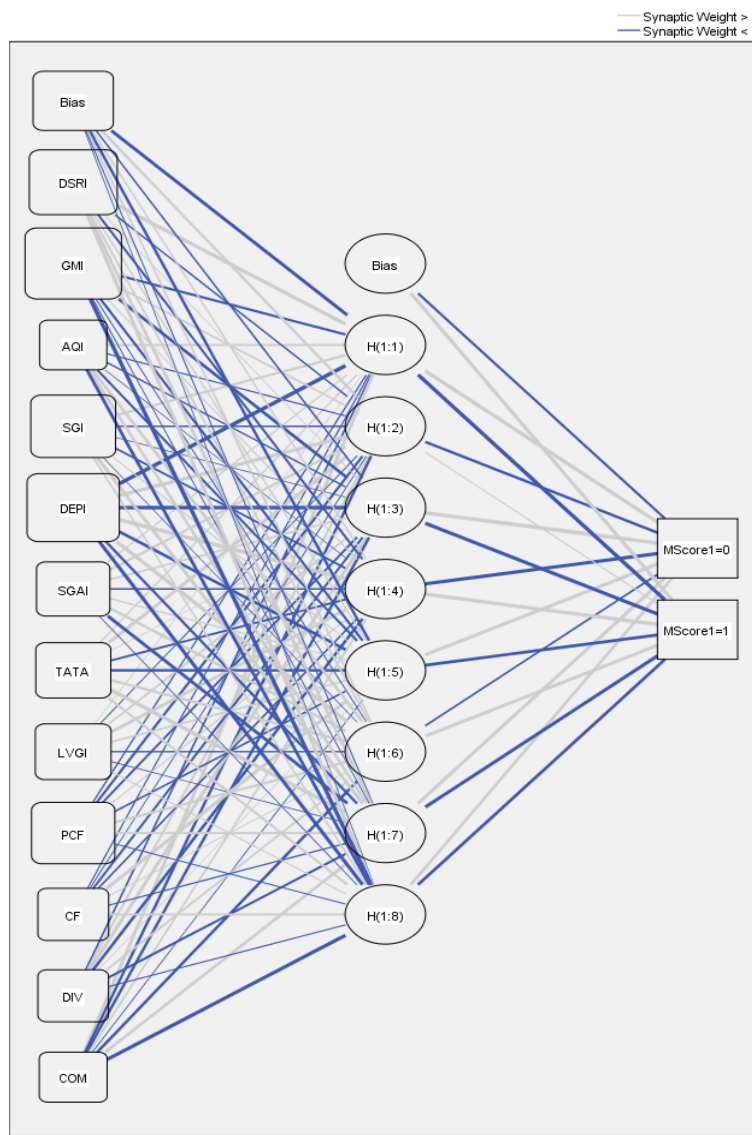 Synaptic Weight >
Synaptic Weight <
Bias
DSRI
GMI
AQI
SGI
DEPI
SGAI
TATA
LVGI
PCF
CF
DIV
COM
Bias
H(1:1)
H(1:2)
H(1:3)
H(1:4)
H(1:5)
H(1:6)
H(1:7)
H(1:8)
MScore1=0
MScore1=1